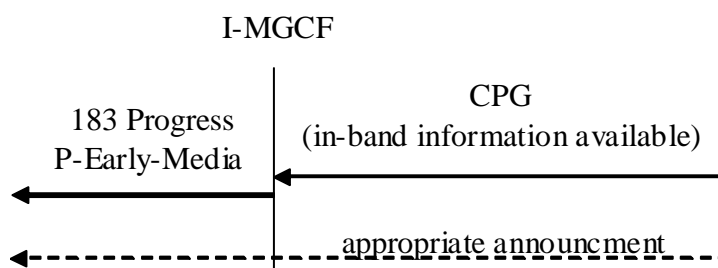 I-MGCF
183 Progress
P-Early-Media
CPG
(in-band information available)
appropriate announcment